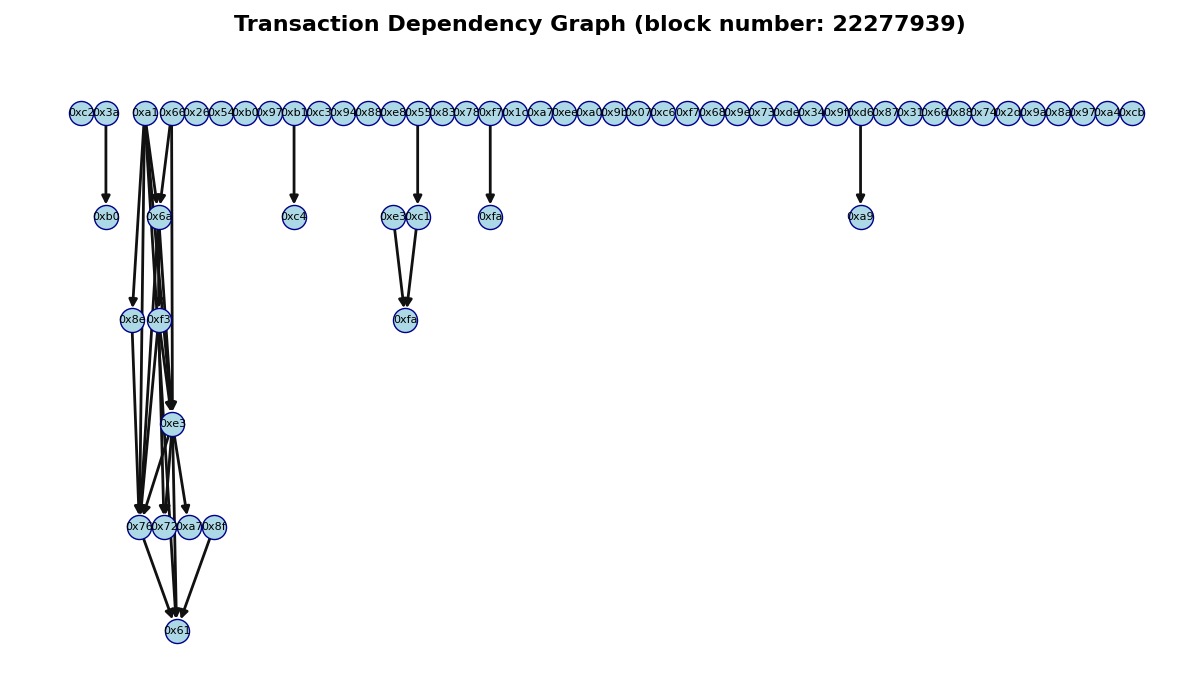 Transaction Dependency Graph (block number: 22277939)
0xc2 0x3a 0xa1 0x66 0x26 0x54 0xb0 0x97 0xb1 0xc3 0x94 0x88 0xe8 0x55 0x83 0x78 0xf7 0x1c 0xa7 0xee 0xa0 0x9b 0x07 0xc6 0xf7 0x68 0x9e 0x73 0xde 0x34 0x9f 0xd6 0x87 0x31 0x66 0x88 0x74 0x2d 0x9a 0x8a 0x97 0xa4 0xcb
0xb0 0x6a 0xc4 0xe3 0xc1 0xfa 0xa9
0x8e 0xf3 0xfa
0xe3
0x76 0x72 0xa7 0x8f
0x61